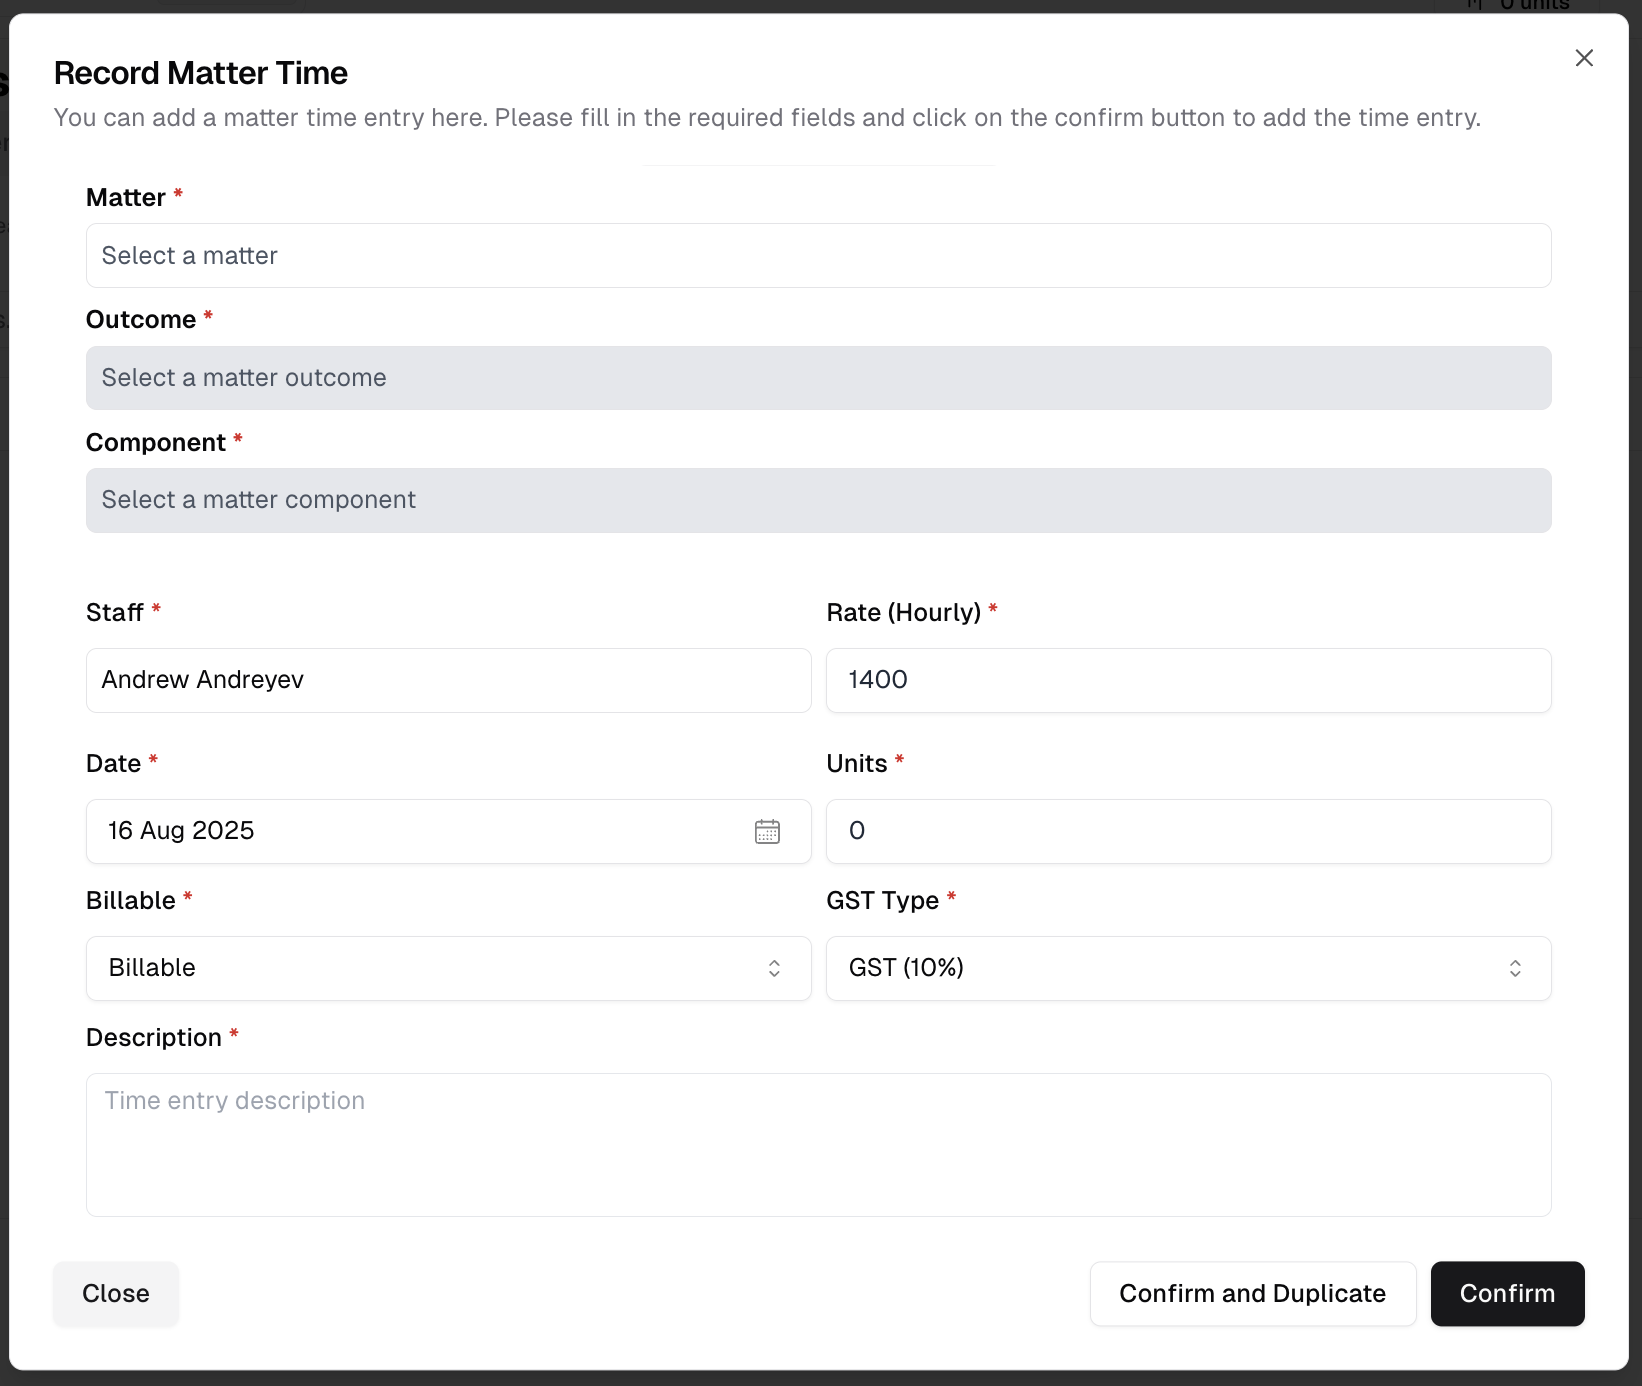 0 units
Record Matter Time
You can add a matter time entry here. Please fill in the required fields and click on the confirm button to add the time entry.
Matter *
Select a matter
Outcome *
Select a matter outcome
Component *
Select a matter component
Staff *
Rate (Hourly) *
Andrew Andreyev
1400
Date *
Units *
16 Aug 2025
0
Billable *
GST Type *
Billable
GST (10%)
Description *
Time entry description
Close
Confirm and Duplicate
Confirm